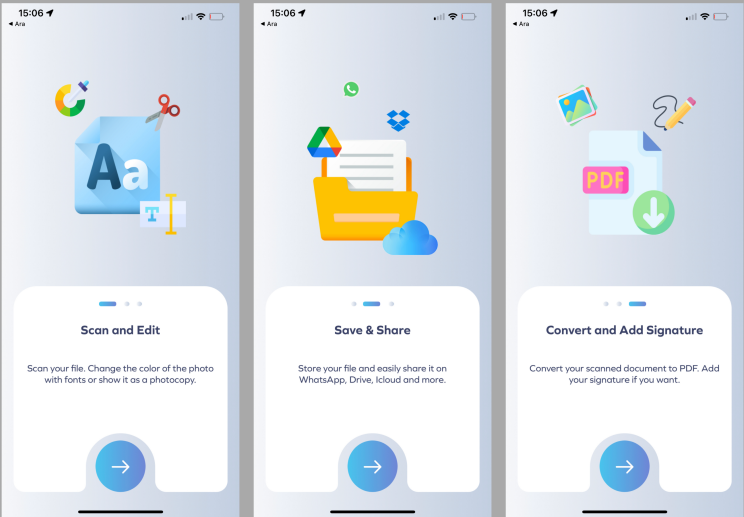 15:06
◀ Ara
Aa
T
Scan and Edit
Scan your file. Change the color of the photo
with fonts or show it as a photocopy.
15:06
◀ Ara
Save & Share
Store your file and easily share it on
WhatsApp, Drive, Icloud and more.
15:06
◀ Ara
PDF
Convert and Add Signature
Convert your scanned document to PDF. Add
your signature if you want.